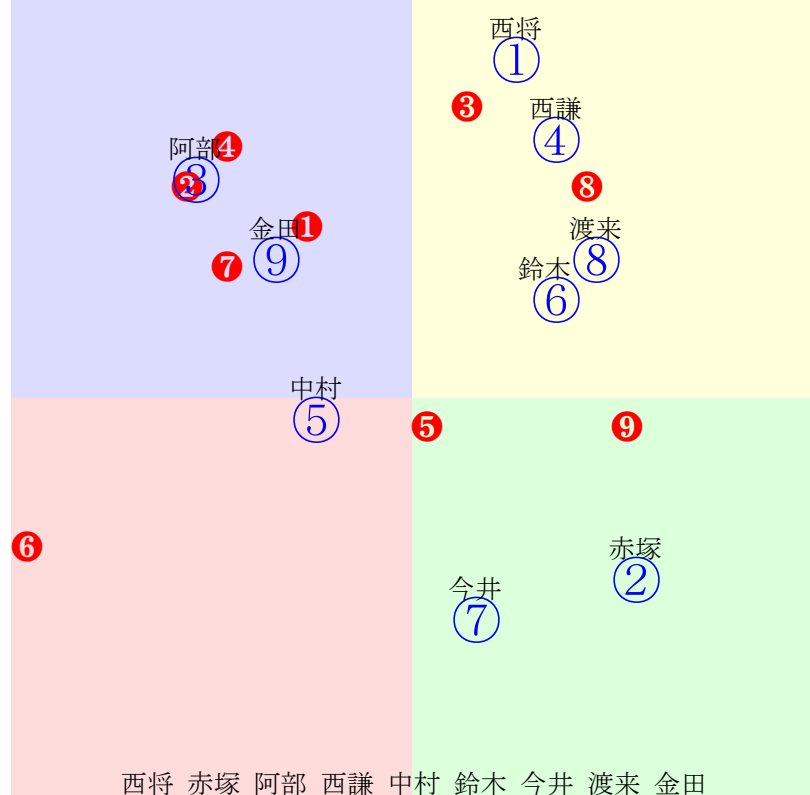 西将
①
❸
西謙
④
❹
阿部
③
❷
❽
金田
❶
渡来
⑨
⑧
❼
鈴木
⑥
中村
⑤
❺
❾
❻
赤塚
②
今井
⑦
西将 赤塚 阿部 西謙 中村 鈴木 今井 渡来 金田